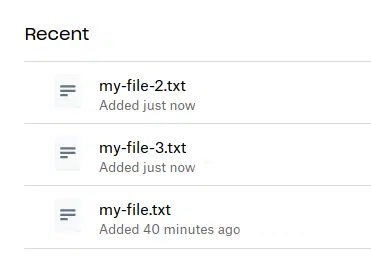 Recent
my-file-2.txt
Added just now
my-file-3.txt
Added just now
my-file.txt
Added 40 minutes ago